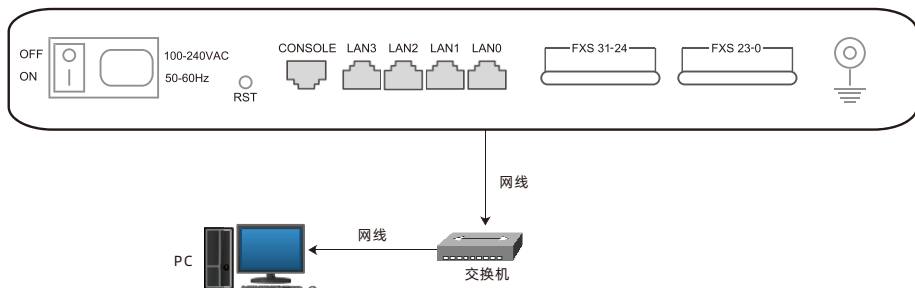 OFF
ON
100-240VAC
50-60Hz
RST
CONSOLE LAN3 LAN2 LAN1 LAN0
FXS 31-24
FXS 23-0
网线
网线
PC
交换机